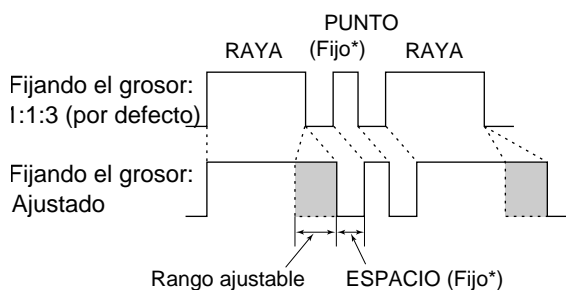 PUNTO
RAYA (Fijo*) RAYA
Fijando el grosor:
1:1:3 (por defecto)
Fijando el grosor:
Ajustado
Rango ajustable ESPACIO (Fijo*)